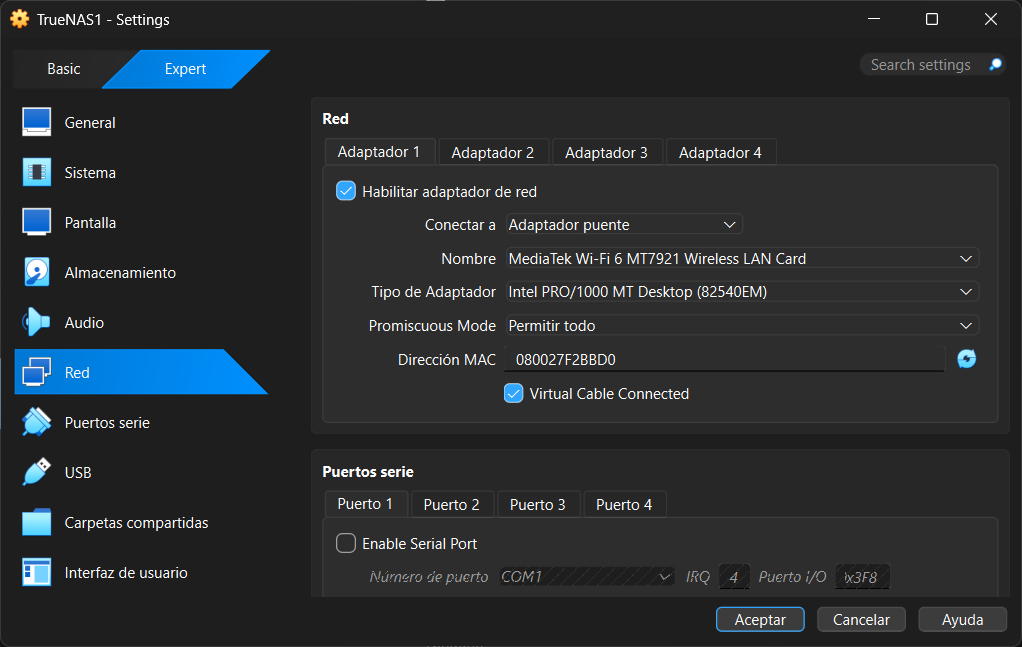 TrueNAS1 - Settings
Basic
Expert
Search settings
General
Sistema
Pantalla
Almacenamiento
Audio
Red
Puertos serie
USB
Carpetas compartidas
Interfaz de usuario
Red
Adaptador 1
Adaptador 2
Adaptador 3
Adaptador 4
Habilitar adaptador de red
Conectar a Adaptador puente
Nombre MediaTek Wi-Fi 6 MT7921 Wireless LAN Card
Tipo de Adaptador Intel PRO/1000 MT Desktop (82540EM)
Promiscuous Mode Permitir todo
Dirección MAC 080027F2BBD0
Virtual Cable Connected
Puertos serie
Puerto 1
Puerto 2
Puerto 3
Puerto 4
Enable Serial Port
Número de puerto COM1 IRQ 4 Puerto i/O
Aceptar
Cancelar
Ayuda